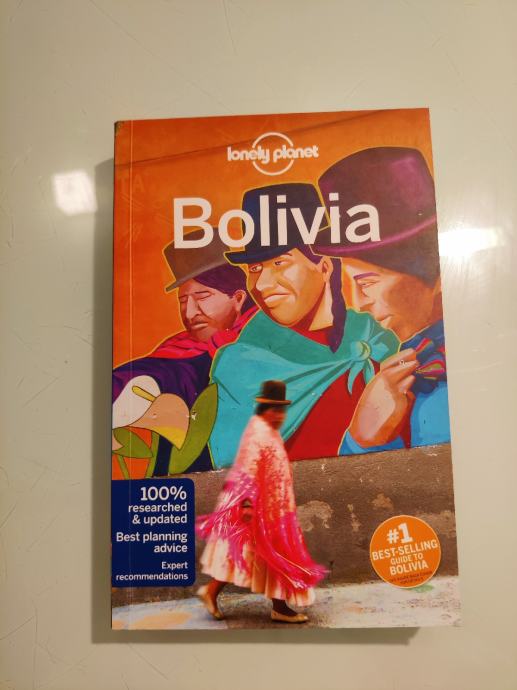 lonely planet
Bolivia
100%
researched
& updated
Best planning
advice
Expert
recommendations
#1
BEST-SELLING
GUIDE TO
BOLIVIA